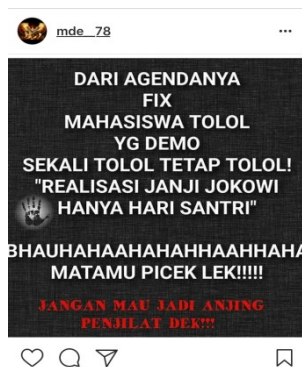 mde__78
DARI AGENDANYA
FIX
MAHASISWA TOLOL
YG DEMO
SEKALI TOLOL TETAP TOLOL!
"REALISASI JANJI JOKOWI
HANYA HARI SANTRI"
BHAUHAHAAHAHAHHAAHHAHA
MATAMU PICEK LEK!!!!!
JANGAN MAU JADI ANJING
PENJILAT DEK!!!